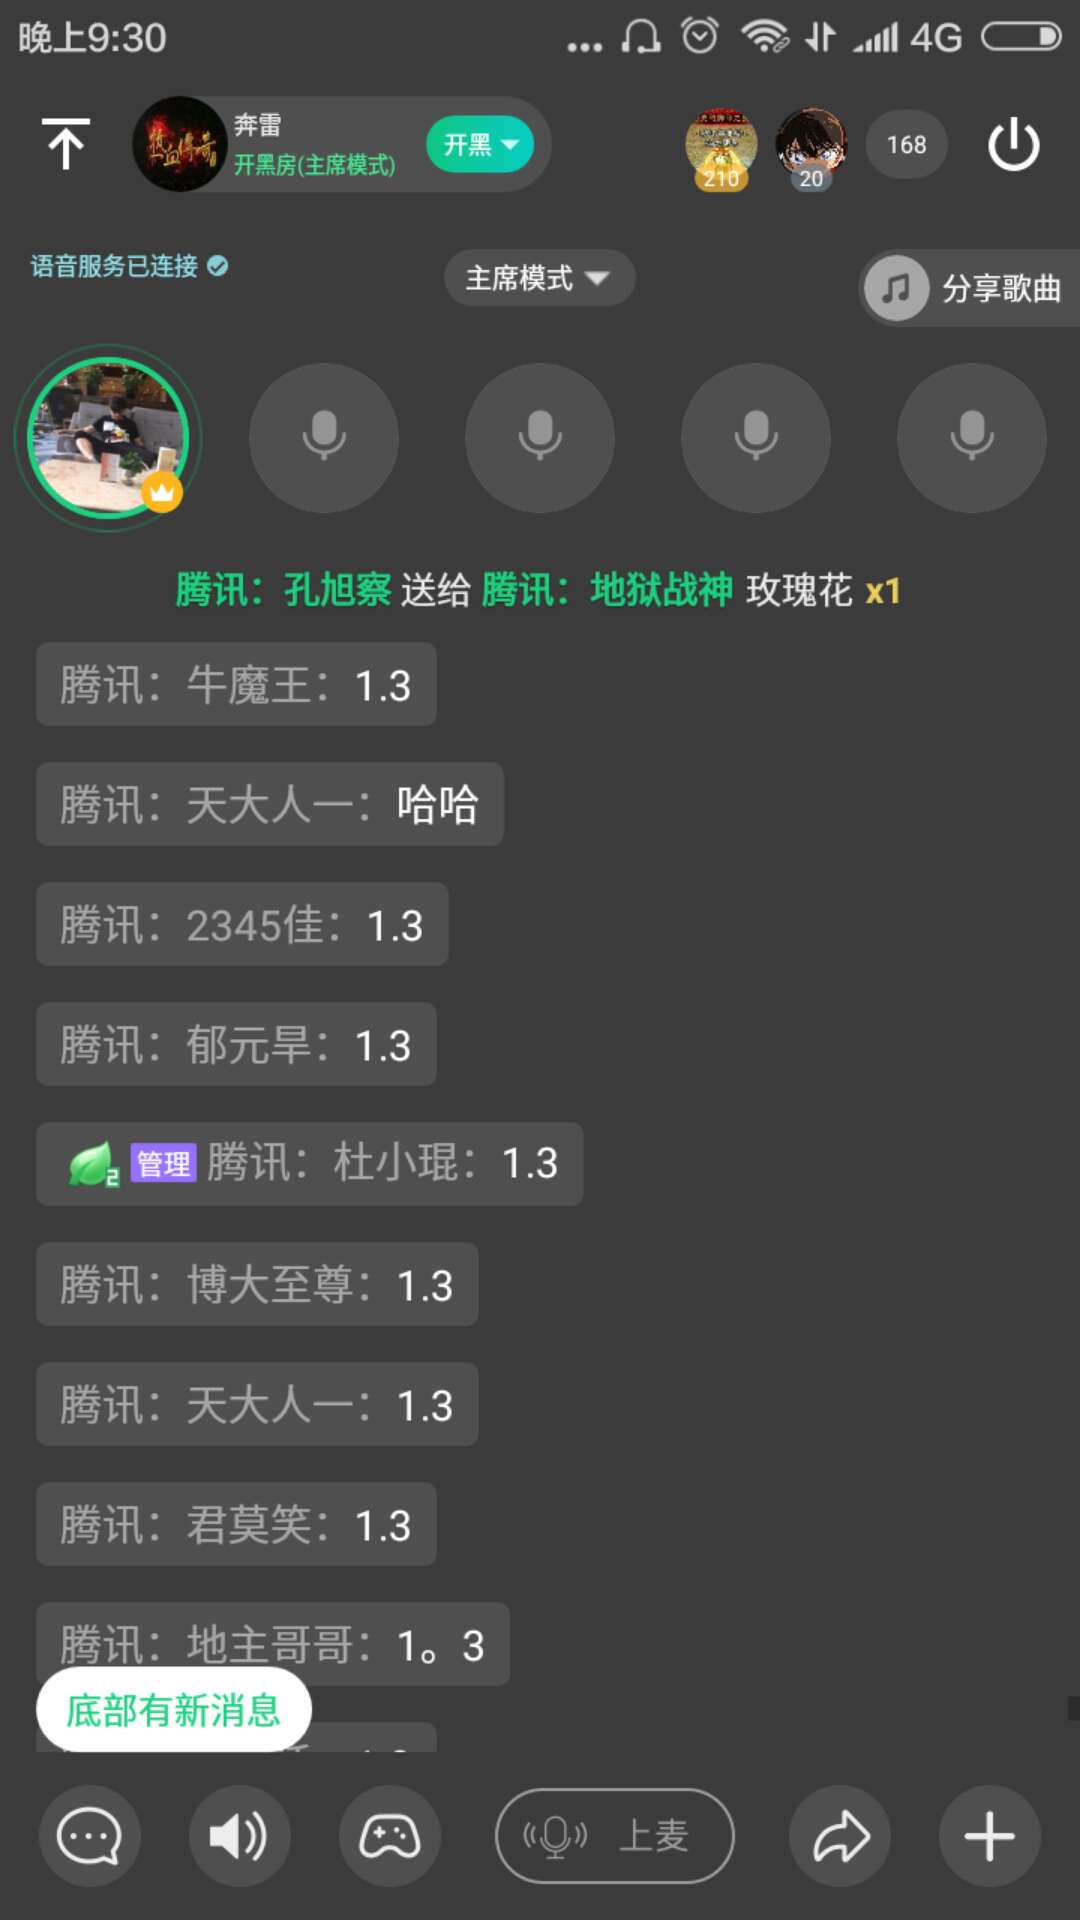 晚上9:30
4G
热血传奇
奔雷
开黑房(主席模式)
开黑
210
20
168
语音服务已连接
主席模式
分享歌曲
腾讯：孔旭察 送给 腾讯：地狱战神 玫瑰花 x1
腾讯：牛魔王：1.3
腾讯：天大人一：哈哈
腾讯：2345佳：1.3
腾讯：郁元旱：1.3
2 管理 腾讯：杜小琨：1.3
腾讯：博大至尊：1.3
腾讯：天大人一：1.3
腾讯：君莫笑：1.3
腾讯：地主哥哥：1。3
底部有新消息
上麦